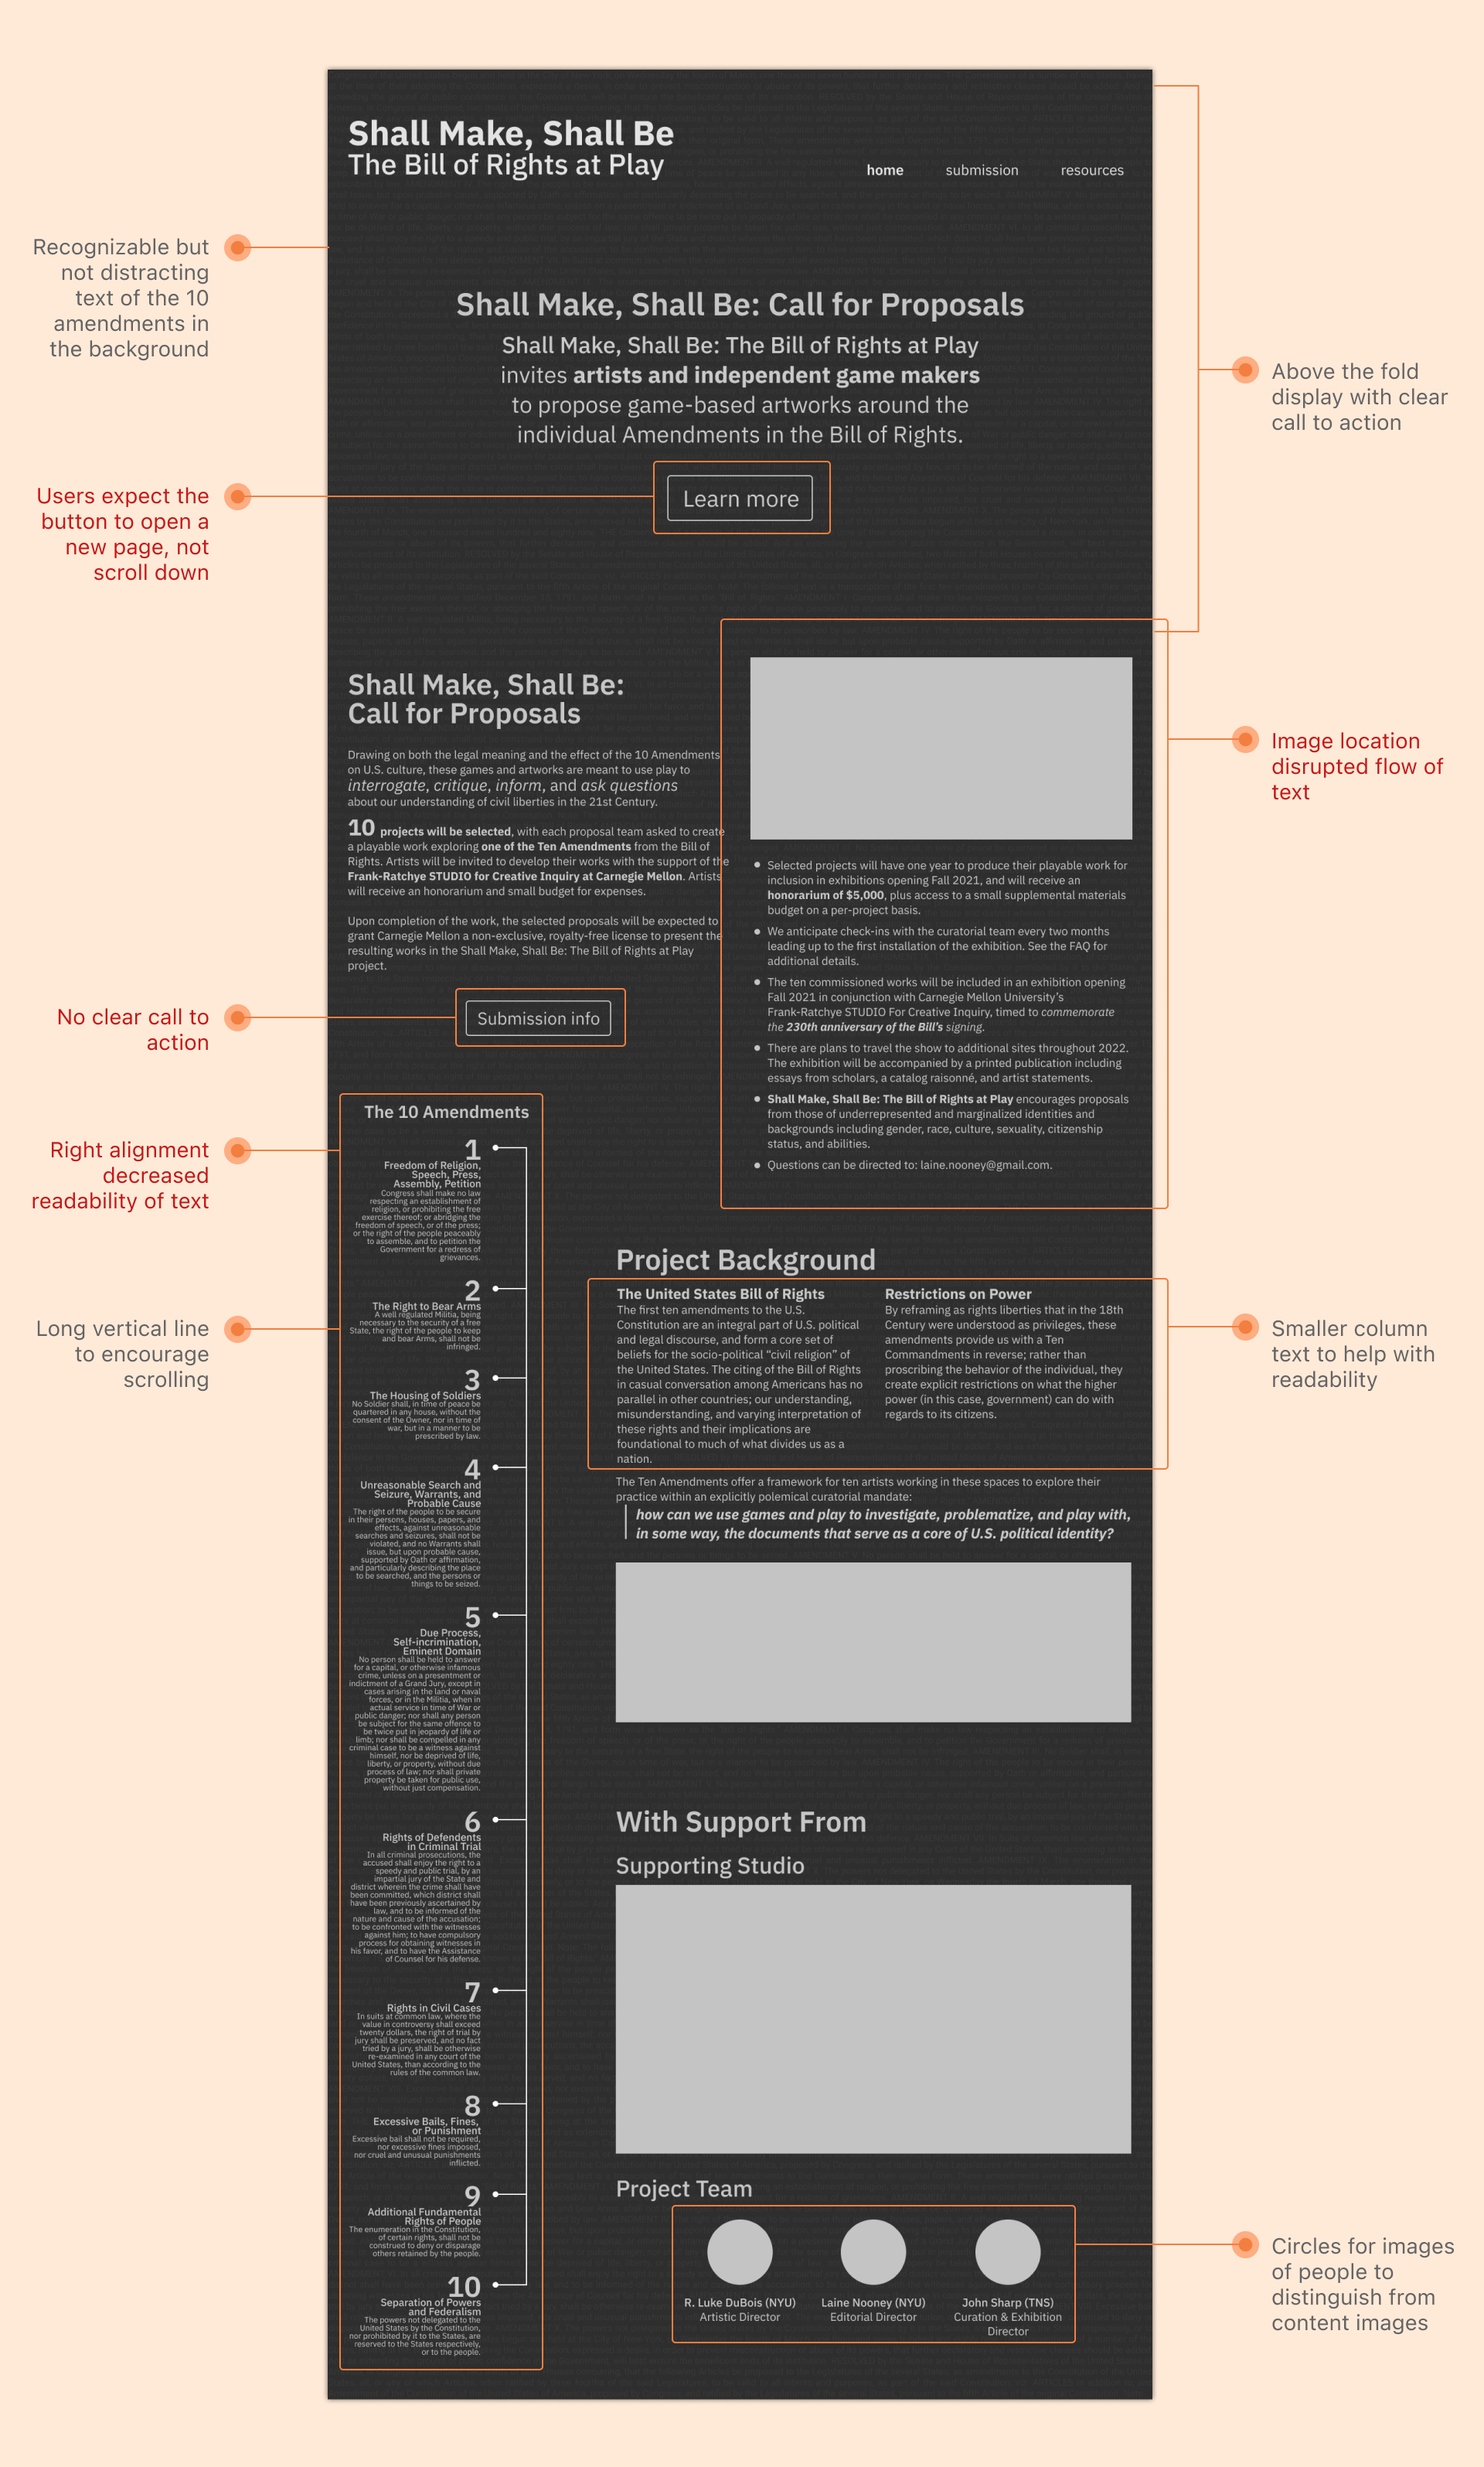 Shall Make, Shall Be
The Bill of Rights at Play
home
submission
resources
Recognizable but
not distracting
text of the 10
amendments in
the background
Shall Make, Shall Be: Call for Proposals
Shall Make, Shall Be: The Bill of Rights at Play
invites artists and independent game makers
to propose game-based artworks around the
individual Amendments in the Bill of Rights.
Above the fold
display with clear
call to action
Users expect the
button to open a
new page, not
scroll down
Learn more
Shall Make, Shall Be:
Call for Proposals
Drawing on both the legal meaning and the effect of the 10 Amendments
on U.S. culture, these games and artworks are meant to use play to
interrogate, critique, inform, and ask questions
about our understanding of civil liberties in the 21st Century.
10 projects will be selected, with each proposal team asked to create
a playable work exploring one of the Ten Amendments from the Bill of
Rights. Artists will be invited to develop their works with the support of the
Frank-Ratchye STUDIO for Creative Inquiry at Carnegie Mellon. Artists
will receive an honorarium and small budget for expenses.
Upon completion of the work, the selected proposals will be expected to
grant Carnegie Mellon a non-exclusive, royalty-free license to present the
resulting works in the Shall Make, Shall Be: The Bill of Rights at Play
project.
Image location
disrupted flow of
text
Selected projects will have one year to produce their playable work for
inclusion in exhibitions opening Fall 2021, and will receive an
honorarium of $5,000, plus access to a small supplemental materials
budget on a per-project basis.
We anticipate check-ins with the curatorial team every two months
leading up to the first installation of the exhibition. See the FAQ for
additional details.
The ten commissioned works will be included in an exhibition opening
Fall 2021 in conjunction with Carnegie Mellon University's
Frank-Ratchye STUDIO For Creative Inquiry, timed to commemorate
the 230th anniversary of the Bill's signing.
There are plans to travel the show to additional sites throughout 2022.
The exhibition will be accompanied by a printed publication including
essays from scholars, a catalog raisonné, and artist statements.
Shall Make, Shall Be: The Bill of Rights at Play encourages proposals
from those of underrepresented and marginalized identities and
backgrounds including gender, race, culture, sexuality, citizenship
status, and abilities.
Questions can be directed to: laine.nooney@gmail.com.
No clear call to
action
Submission info
Right alignment
decreased
readability of text
Long vertical line
to encourage
scrolling
The 10 Amendments
1
Freedom of Religion,
Speech, Press,
Assembly, Petition
Congress shall make no law
respecting an establishment of
religion, or prohibiting the free
exercise thereof; or abridging the
freedom of speech, or of the press;
or the right of the people peaceably
to assemble, and to petition the
Government for a redress of
grievances.
2
The Right to Bear Arms
A well regulated Militia, being
necessary to the security of a free
State, the right of the people to keep
and bear Arms, shall not be
infringed.
3
The Housing of Soldiers
No Soldier shall, in time of peace be
quartered in any house, without the
consent of the Owner, nor in time of
war, but in a manner to be
prescribed by law.
4
Unreasonable Search and
Seizure, Warrants, and
Probable Cause
The right of the people to be secure
in their persons, houses, papers, and
effects, against unreasonable
searches and seizures, shall not be
violated, and no Warrants shall
issue, but upon probable cause,
supported by Oath or affirmation,
and particularly describing the place
to be searched, and the persons or
things to be seized.
5
Due Process,
Self-incrimination,
Eminent Domain
No person shall be held to answer
for a capital, or otherwise infamous
crime, unless on a presentment or
indictment of a Grand Jury, except in
cases arising in the land or naval
forces, or in the Militia, when in
actual service in time of War or
public danger; nor shall any person
be subject for the same offence to
be twice put in jeopardy of life or
limb; nor shall be compelled in any
criminal case to be a witness against
himself, nor be deprived of life,
liberty, or property, without due
process of law; nor shall private
property be taken for public use,
without just compensation.
6
Rights of Defendents
in Criminal Trial
In all criminal prosecutions, the
accused shall enjoy the right to a
speedy and public trial, by an
impartial jury of the State and
district wherein the crime shall have
been committed, which district shall
have been previously ascertained by
law, and to be informed of the
nature and cause of the accusation;
to be confronted with the witnesses
against him; to have compulsory
process for obtaining witnesses in
his favor, and to have the Assistance
of Counsel for his defense.
7
Rights in Civil Cases
In suits at common law, where the
value in controversy shall exceed
twenty dollars, the right of trial by
jury shall be preserved, and no fact
tried by a jury, shall be otherwise
re-examined in any court of the
United States, than according to the
rules of the common law.
8
Excessive Bails, Fines,
or Punishment
Excessive bail shall not be required,
nor excessive fines imposed,
nor cruel and unusual punishments
inflicted.
9
Additional Fundamental
Rights of People
The enumeration in the Constitution,
of certain rights, shall not be
construed to deny or disparage
others retained by the people.
10
Separation of Powers
and Federalism
The powers not delegated to the
United States by the Constitution,
nor prohibited by it to the States, are
reserved to the States respectively,
or to the people.
Project Background
The United States Bill of Rights
The first ten amendments to the U.S.
Constitution are an integral part of U.S. political
and legal discourse, and form a core set of
beliefs for the socio-political “civil religion” of
the United States. The citing of the Bill of Rights
in casual conversation among Americans has no
parallel in other countries; our understanding,
misunderstanding, and varying interpretation of
these rights and their implications are
foundational to much of what divides us as a
nation.
Restrictions on Power
By reframing as rights liberties that in the 18th
Century were understood as privileges, these
amendments provide us with a Ten
Commandments in reverse; rather than
proscribing the behavior of the individual, they
create explicit restrictions on what the higher
power (in this case, government) can do with
regards to its citizens.
Smaller column
text to help with
readability
The Ten Amendments offer a framework for ten artists working in these spaces to explore their
practice within an explicitly polemical curatorial mandate:
how can we use games and play to investigate, problematize, and play with,
in some way, the documents that serve as a core of U.S. political identity?
With Support From
Supporting Studio
Project Team
R. Luke DuBois (NYU)
Artistic Director
Laine Nooney (NYU)
Editorial Director
John Sharp (TNS)
Curation & Exhibition
Director
Circles for images
of people to
distinguish from
content images